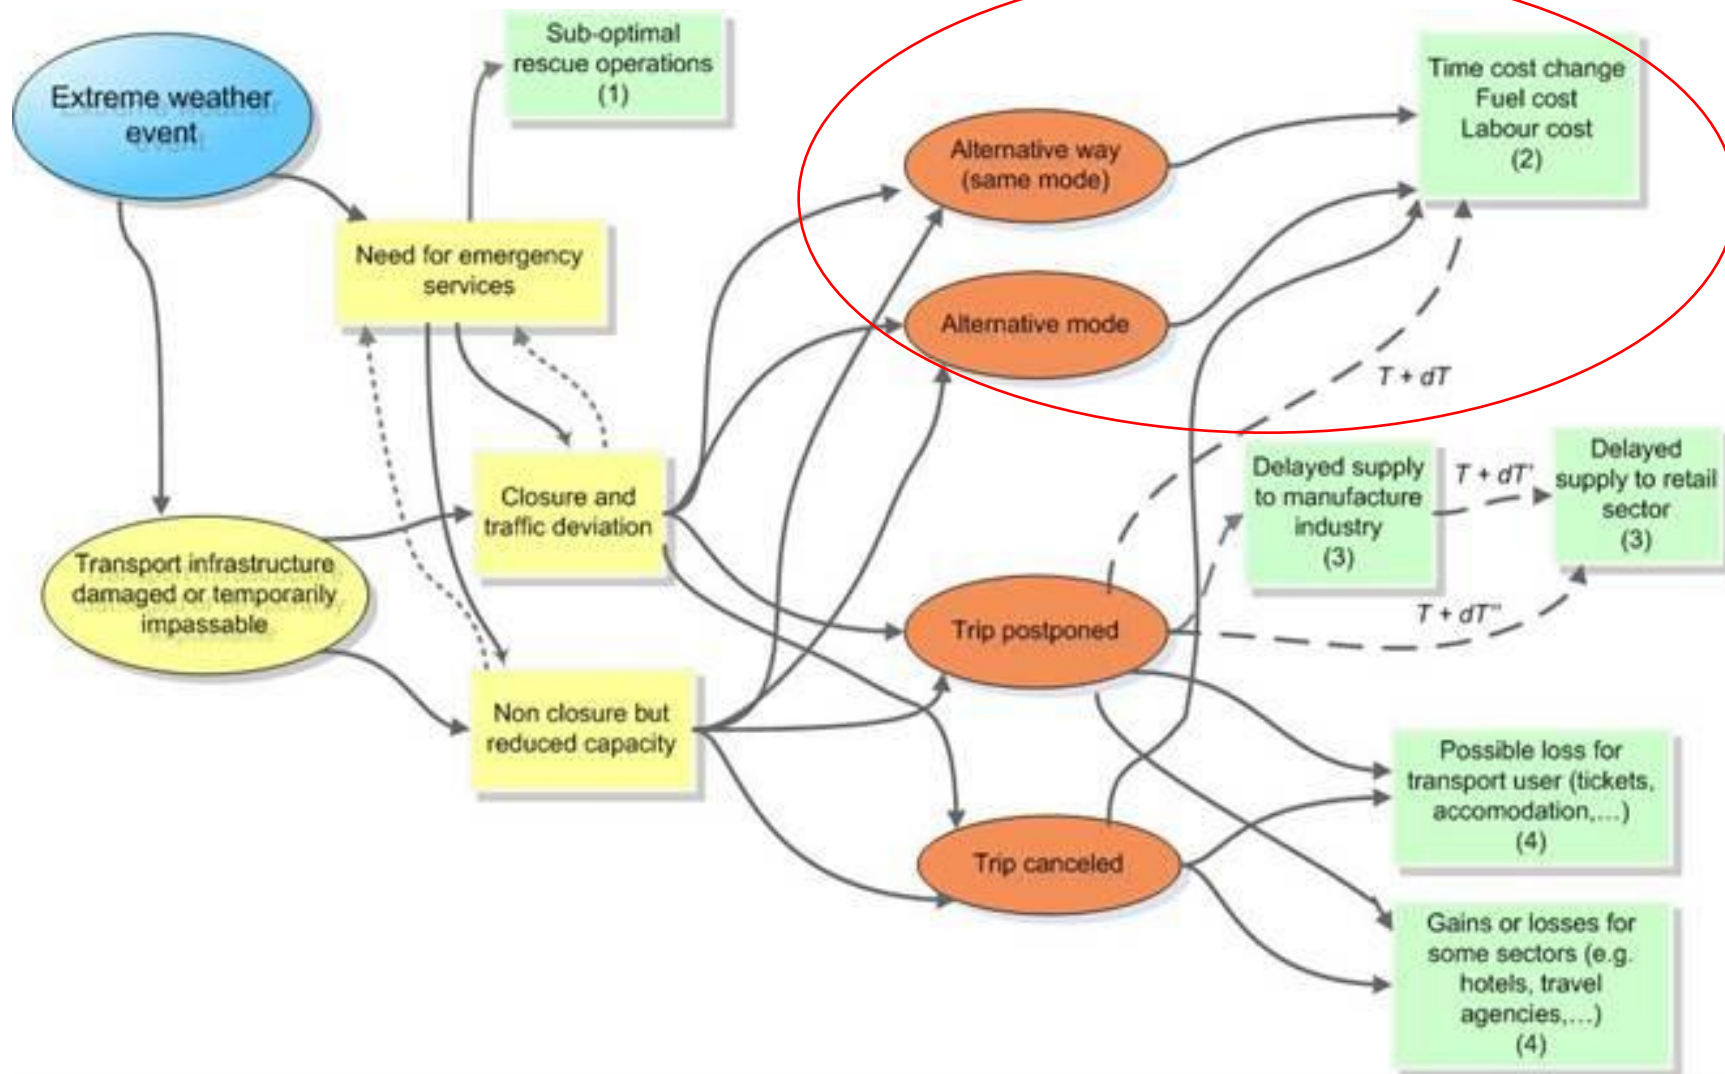 Extreme weather
event
Sub-optimal
rescue operations
(1)
Need for emergency
services
Transport infrastructure
damaged or temporarily
impassable
Closure and
traffic deviation
Non closure but
reduced capacity
Alternative way
(same mode)
Alternative mode
Trip postponed
Trip canceled
Time cost change
Fuel cost
Labour cost
(2)
T + dT
Delayed supply
to manufacture
industry
(3)
T + dT'
Delayed
supply to retail
sector
(3)
T + dT"
Possible loss for
transport user (tickets,
accomodation,...)
(4)
Gains or losses for
some sectors (e.g.
hotels, travel
agencies,...)
(4)